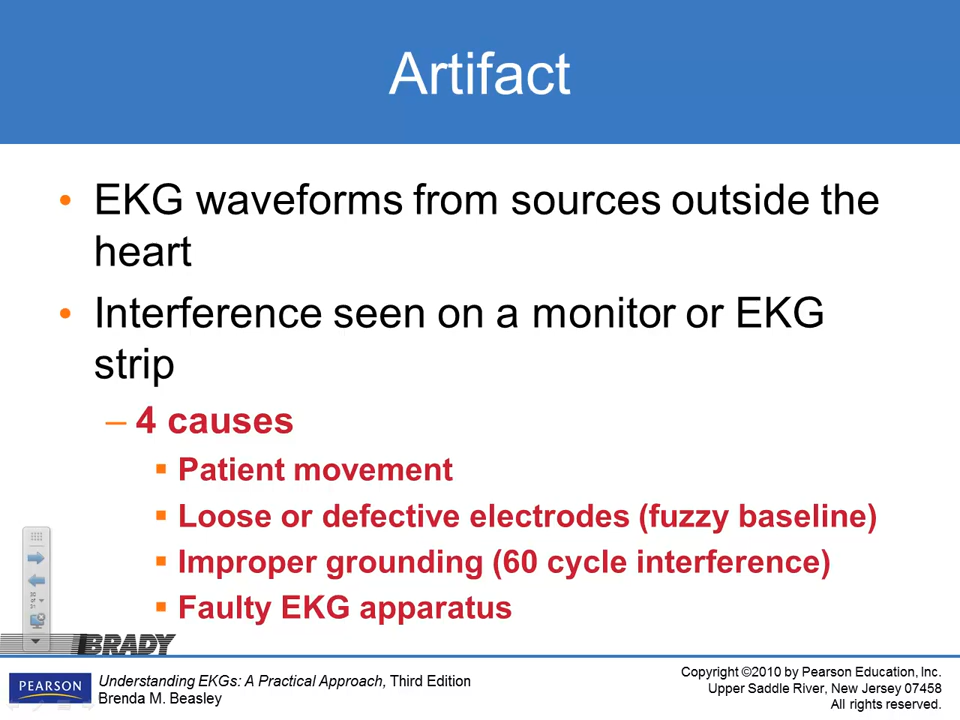 Artifact
• EKG waveforms from sources outside the
heart
• Interference seen on a monitor or EKG
strip
– 4 causes
▪ Patient movement
▪ Loose or defective electrodes (fuzzy baseline)
▪ Improper grounding (60 cycle interference)
▪ Faulty EKG apparatus
BRADY
PEARSON
Understanding EKGs: A Practical Approach, Third Edition
Brenda M. Beasley
Copyright ©2010 by Pearson Education, Inc.
Upper Saddle River, New Jersey 07458
All rights reserved.